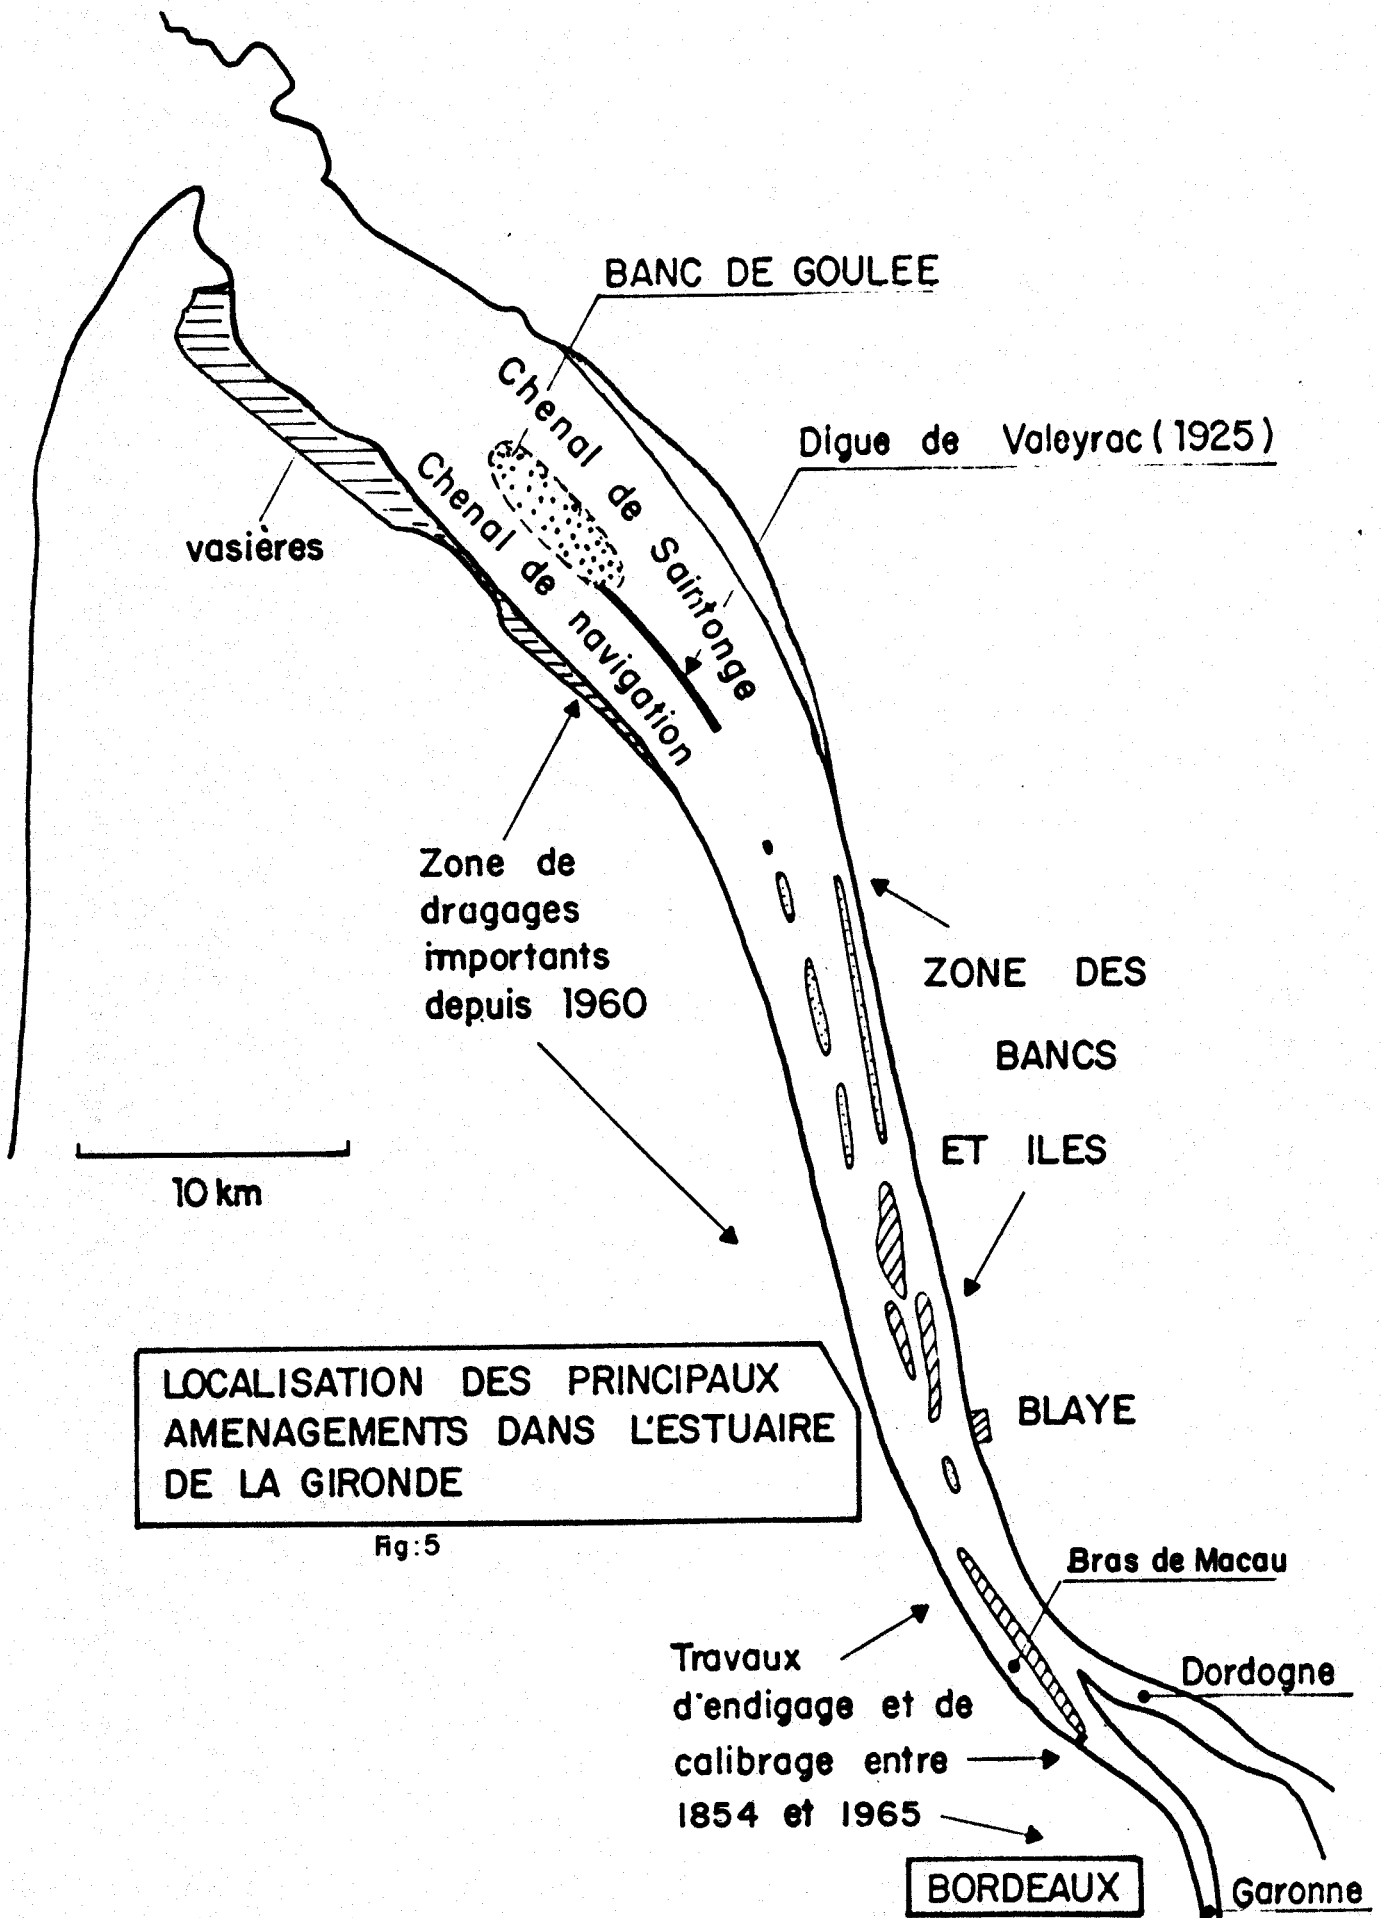 BANC DE GOULEE
Chenal de Saintonge
Digue de Valeyrac (1925)
Chenal de navigation
vasières
Zone de
dragages
importants
depuis 1960
ZONE DES
BANCS
ET ILES
10 km
LOCALISATION DES PRINCIPAUX
AMENAGEMENTS DANS L'ESTUAIRE
DE LA GIRONDE
Fig:5
BLAYE
Bras de Macau
Travaux
d'endigage et de
calibrage entre
1854 et 1965
Dordogne
BORDEAUX
Garonne